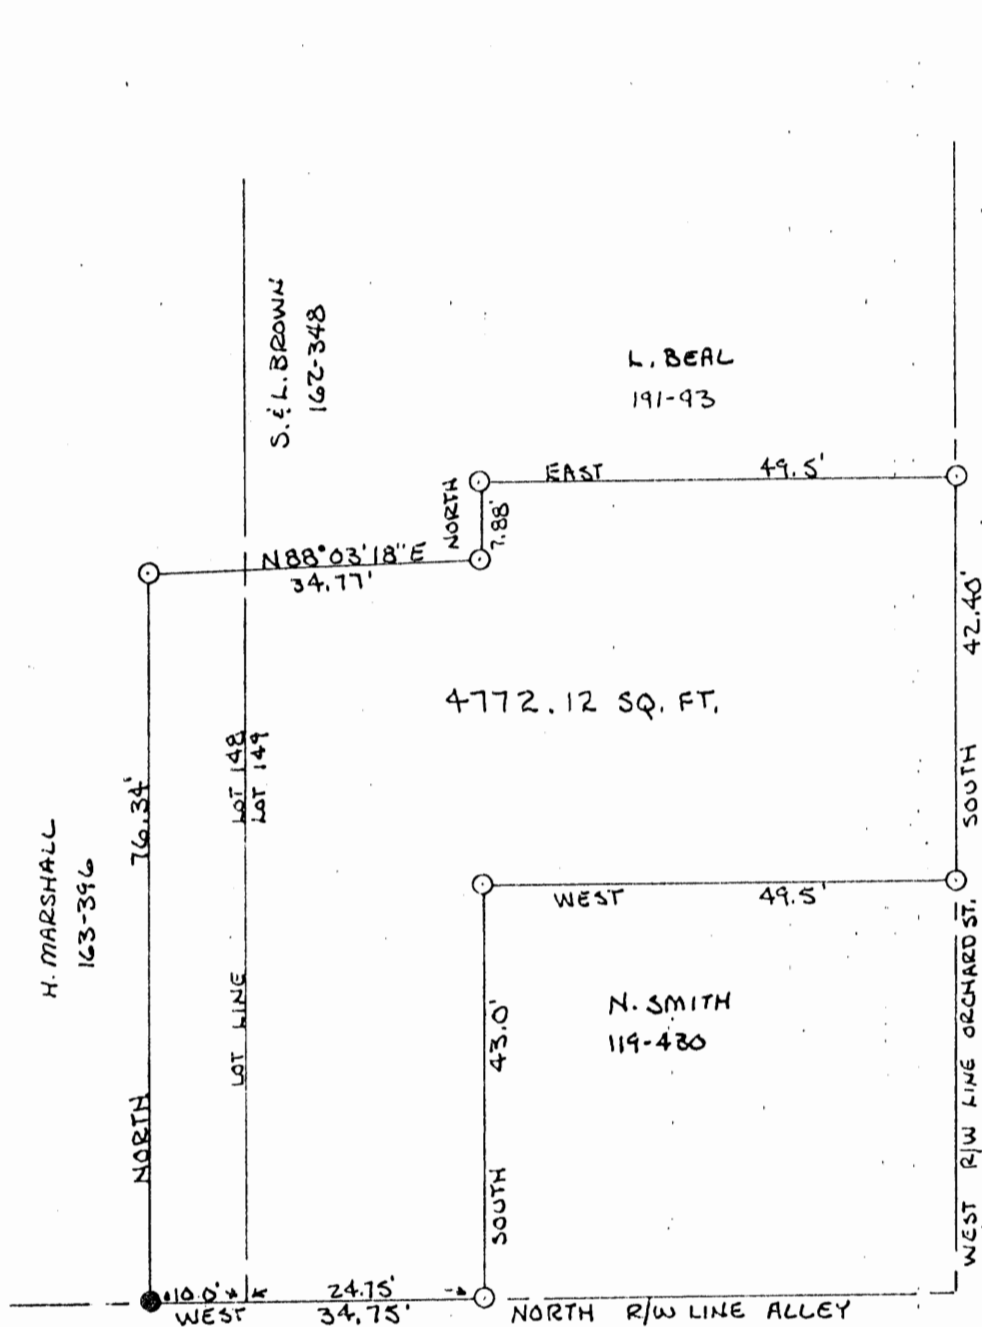 S. & L. BROWN
162-348
L. BEAL
191-93
EAST 49.5'
NORTH
7.88'
N 88° 03' 18" E
34.77'
42.40'
SOUTH
4772.12 SQ. FT.
LOT 148
LOT 149
76.34'
NORTH
H. MARSHALL
163-396
WEST 49.5'
LOT LINE
43.0'
SOUTH
N. SMITH
119-430
WEST R/W LINE ORCHARD ST.
10.0' 24.75'
WEST 34.75'
NORTH R/W LINE ALLEY